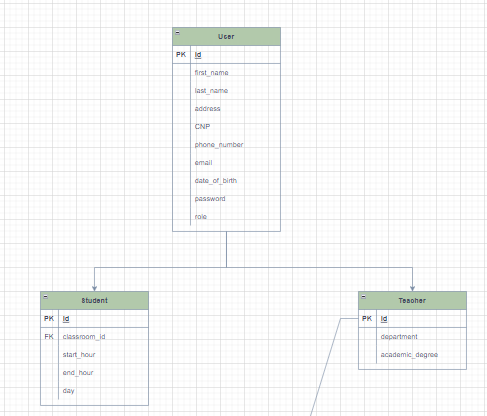 User
PK id
first_name
last_name
address
CNP
phone_number
email
date_of_birth
password
role
Student
PK id
FK classroom_id
start_hour
end_hour
day
Teacher
PK id
department
academic_degree